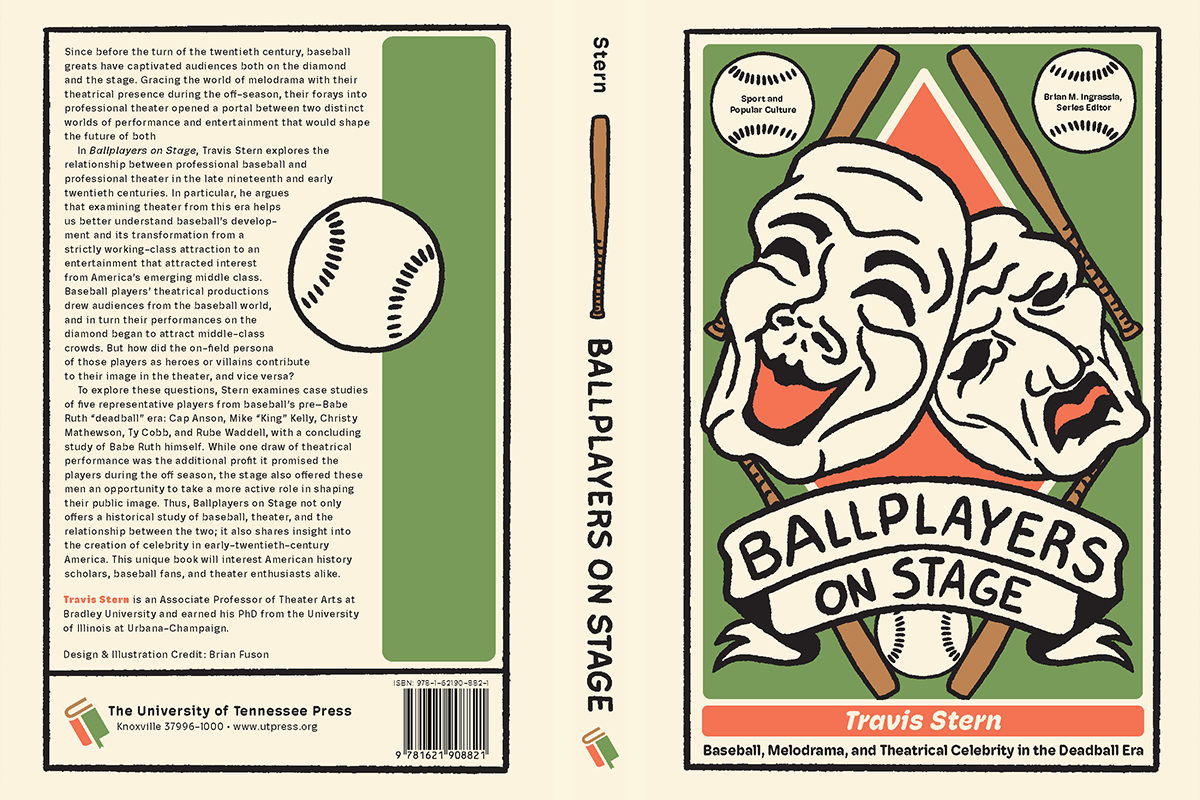 Since before the turn of the twentieth century, baseball
greats have captivated audiences both on the diamond
and the stage. Gracing the world of melodrama with their
theatrical presence during the off-season, their forays into
professional theater opened a portal between two distinct
worlds of performance and entertainment that would shape
the future of both
In Ballplayers on Stage, Travis Stern explores the
relationship between professional baseball and
professional theater in the late nineteenth and early
twentieth centuries. In particular, he argues
that examining theater from this era helps
us better understand baseball's develop-
ment and its transformation from a
strictly working-class attraction to an
entertainment that attracted interest
from America's emerging middle class.
Baseball players' theatrical productions
drew audiences from the baseball world,
and in turn their performances on the
diamond began to attract middle-class
crowds. But how did the on-field persona
of those players as heroes or villains contribute
to their image in the theater, and vice versa?
To explore these questions, Stern examines case studies
of five representative players from baseball's pre-Babe
Ruth "deadball" era: Cap Anson, Mike "King" Kelly, Christy
Mathewson, Ty Cobb, and Rube Waddell, with a concluding
study of Babe Ruth himself. While one draw of theatrical
performance was the additional profit it promised the
players during the off season, the stage also offered these
men an opportunity to take a more active role in shaping
their public image. Thus, Ballplayers on Stage not only
offers a historical study of baseball, theater, and the
relationship between the two; it also shares insight into
the creation of celebrity in early-twentieth-century
America. This unique book will interest American history
scholars, baseball fans, and theater enthusiasts alike.
Travis Stern is an Associate Professor of Theater Arts at
Bradley University and earned his PhD from the University
of Illinois at Urbana-Champaign.
Design & Illustration Credit: Brian Fuson
The University of Tennessee Press
Knoxville 37996-1000 • www.utpress.org
ISBN: 978-1-62190-882-1
9 781621 908821
Stern
BALLPLAYERS ON STAGE
Sport and
Popular Culture
Brian M. Ingrassia,
Series Editor
BALLPLAYERS
ON STAGE
Travis Stern
Baseball, Melodrama, and Theatrical Celebrity in the Deadball Era